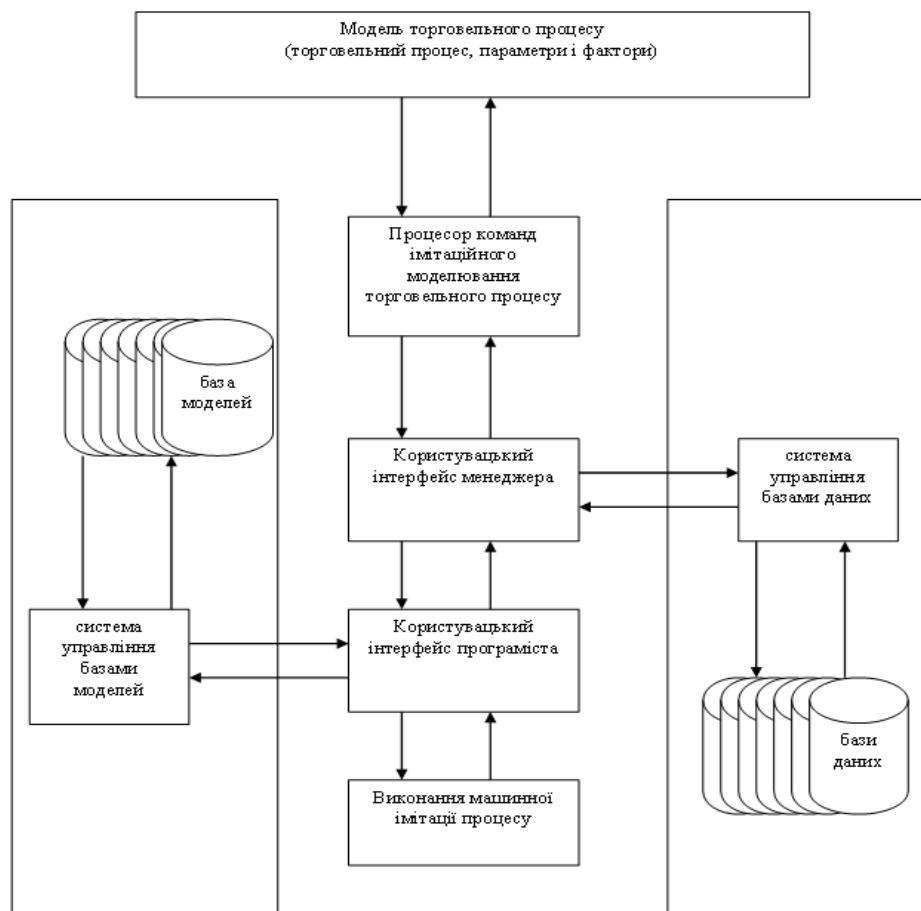 Модель торговельного процесу
(торговельний процес, параметри і фактори)
Процесор команд
імітаційного
моделювання
торговельного процесу
база
моделей
Користувацький
інтерфейс менеджера
система
управління
базами даних
система
управління
базами
моделей
Користувацький
інтерфейс програміста
бази
даних
Виконання машинної
імітації процесу